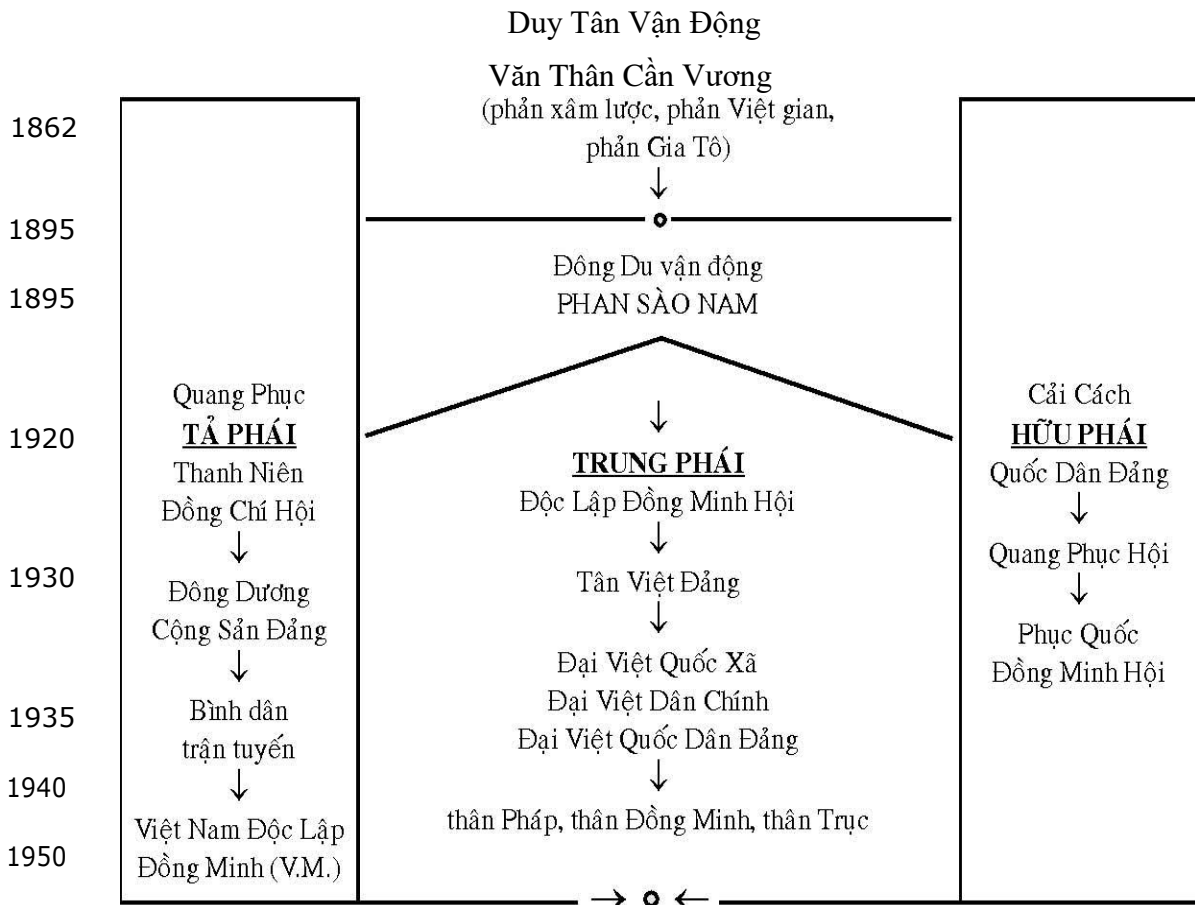 Duy Tân Vận Động
Văn Thân Cần Vương
(phản xâm lược, phản Việt gian,
phản Gia Tô)
1862
↓
1895
1895
Đông Du vận động
PHAN SÀO NAM
1920
1930
1935
1940
1950
Quang Phục
TẢ PHÁI
Thanh Niên
Đồng Chí Hội
↓
Đông Dương
Cộng Sản Đảng
↓
Bình dân
trận tuyến
↓
Việt Nam Độc Lập
Đồng Minh (V.M.)
↓
TRUNG PHÁI
Độc Lập Đồng Minh Hội
↓
Tân Việt Đảng
↓
Đại Việt Quốc Xã
Đại Việt Dân Chính
Đại Việt Quốc Dân Đảng
↓
thân Pháp, thân Đồng Minh, thân Trục
Cải Cách
HỮU PHÁI
Quốc Dân Đảng
↓
Quang Phục Hội
↓
Phục Quốc
Đồng Minh Hội
→ ←